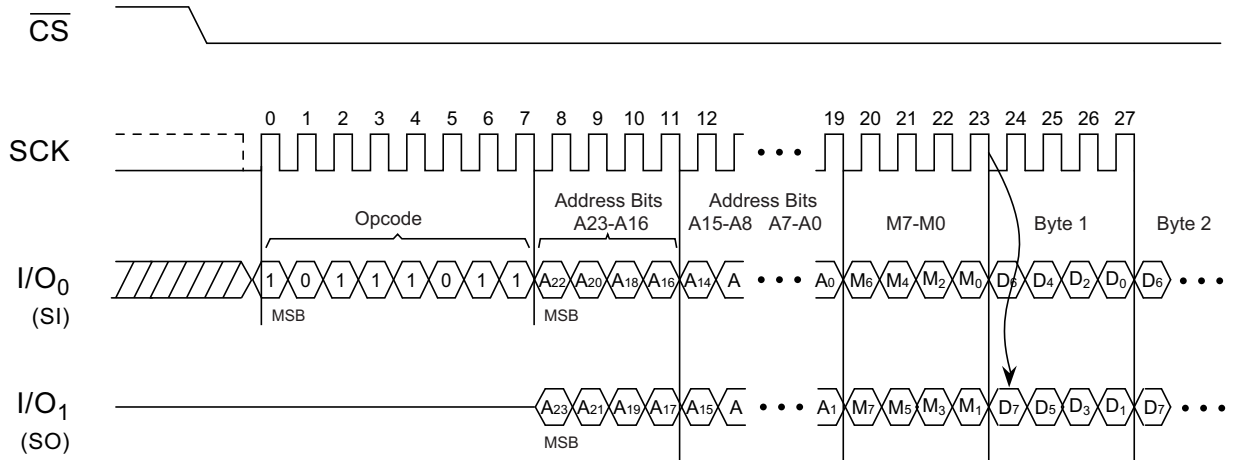 CS
0 1 2 3 4 5 6 7 8 9 10 11 12 19 20 21 22 23 24 25 26 27
SCK
Opcode
Address Bits
A23-A16
Address Bits
A15-A8 A7-A0
M7-M0
Byte 1
Byte 2
I/O0
(SI)
1 0 1 1 1 0 1 1 A22 A20 A18 A16 A14 A • • • A0 M6 M4 M2 M0 D6 D4 D2 D0 D6 • • •
MSB MSB
I/O1
(SO)
A23 A21 A19 A17 A15 A • • • A1 M7 M5 M3 M1 D7 D5 D3 D1 D7 • • •
MSB